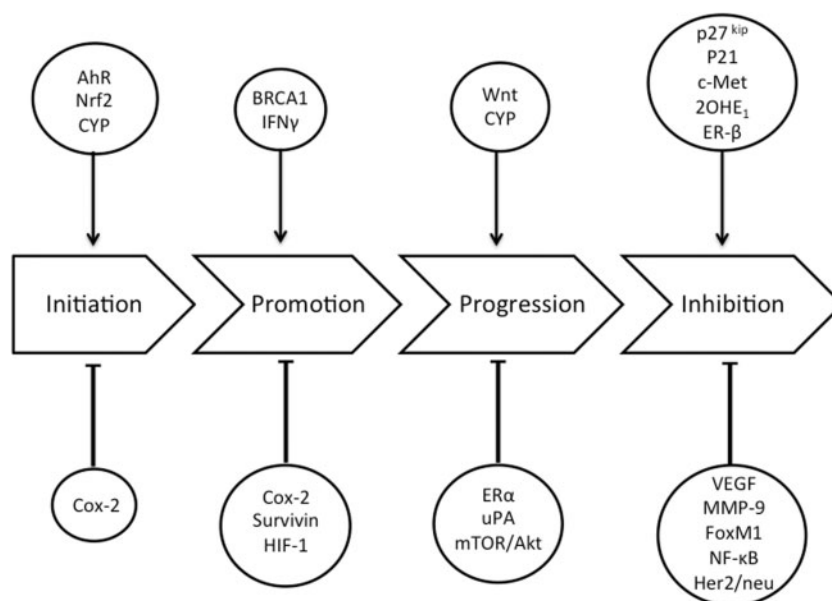 AhR
Nrf2
CYP
BRCA1
IFNγ
Wnt
CYP
p27 kip
P21
c-Met
2OHE1
ER-β
Initiation
Promotion
Progression
Inhibition
Cox-2
Cox-2
Survivin
HIF-1
ERα
uPA
mTOR/Akt
VEGF
MMP-9
FoxM1
NF-κB
Her2/neu